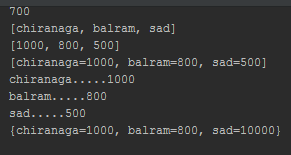 700
[chiranaga, balram, sad]
[1000, 800, 500]
[chiranaga=1000, balram=800, sad=500]
chiranaga.....1000
balram.....800
sad.....500
{chiranaga=1000, balram=800, sad=10000}